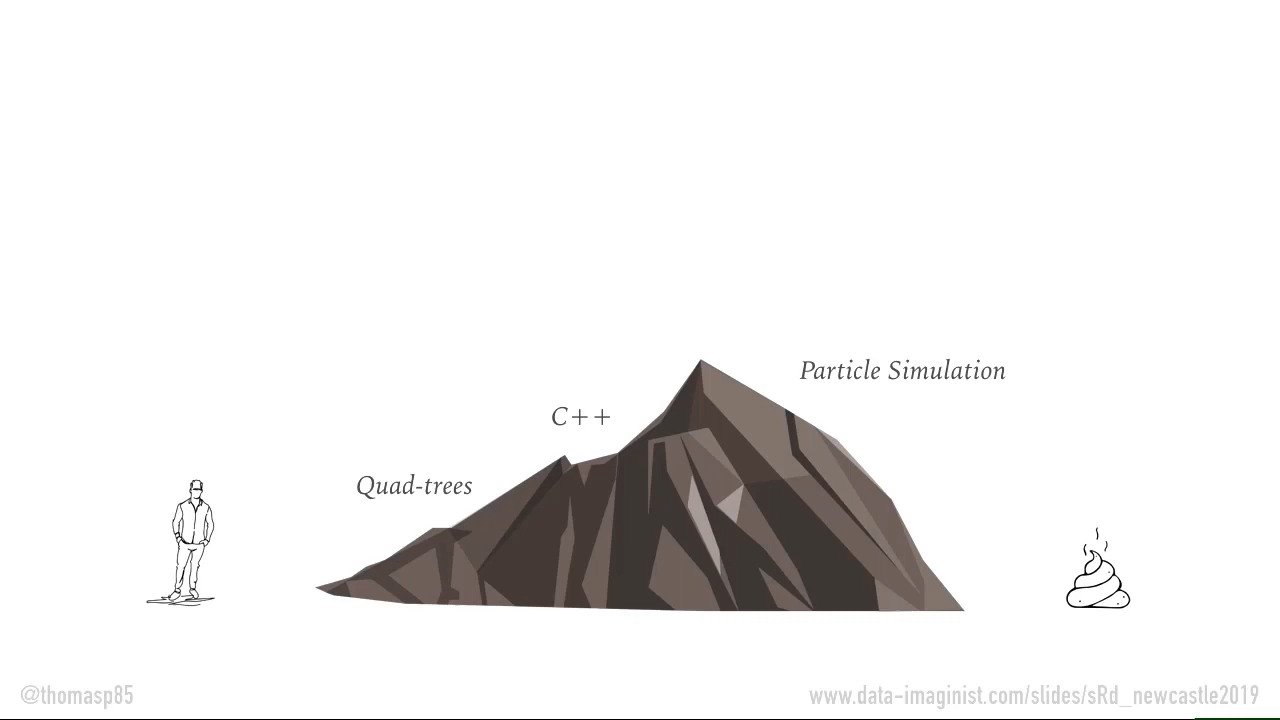 Particle Simulation
C++
Quad-trees
@thomasp85
www.data-imaginist.com/slides/sRd_newcastle2019